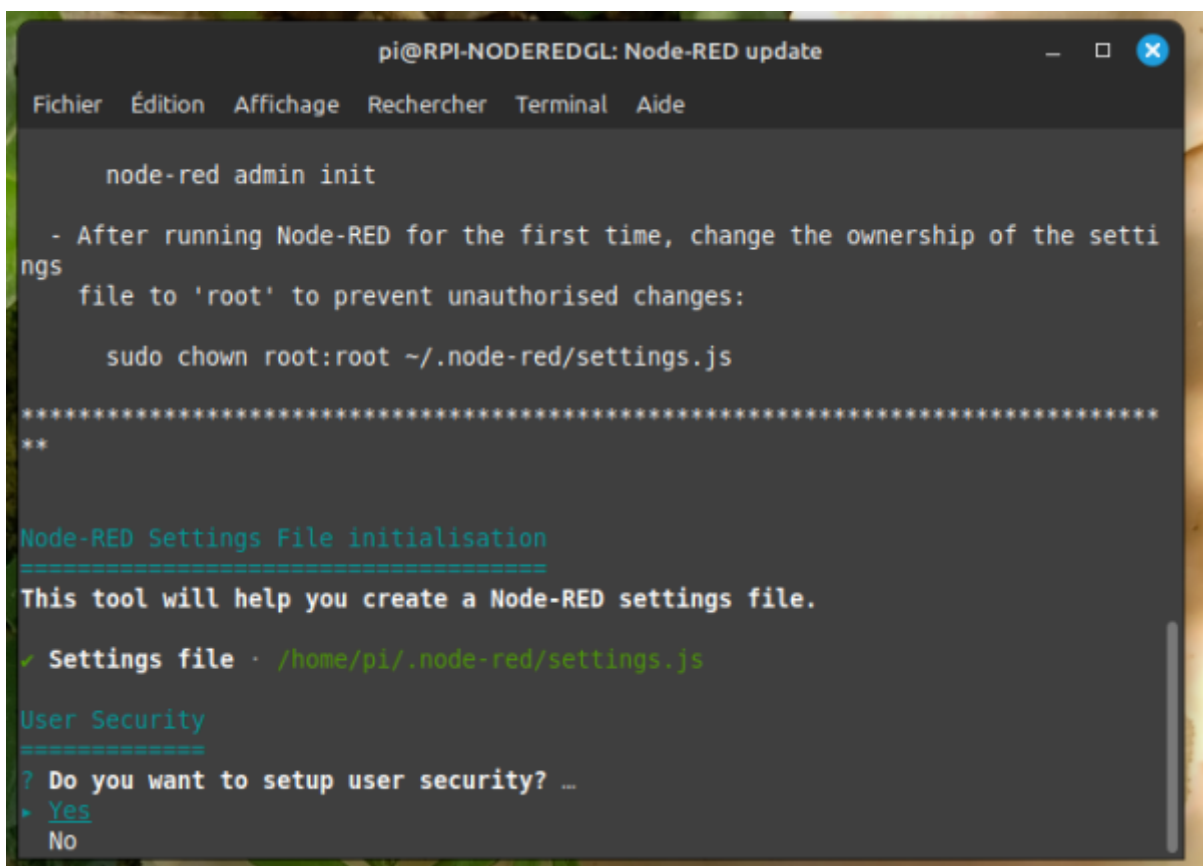 pi@RPI-NODEREDGL: Node-RED update
Fichier Édition Affichage Rechercher Terminal Aide
node-red admin init
- After running Node-RED for the first time, change the ownership of the setti
ngs
file to 'root' to prevent unauthorised changes:
sudo chown root:root ~/.node-red/settings.js
********************************************************************************
**
Node-RED Settings File initialisation
=====================================
This tool will help you create a Node-RED settings file.
✔ Settings file · /home/pi/.node-red/settings.js
User Security
=============
? Do you want to setup user security? …
▸ Yes
No